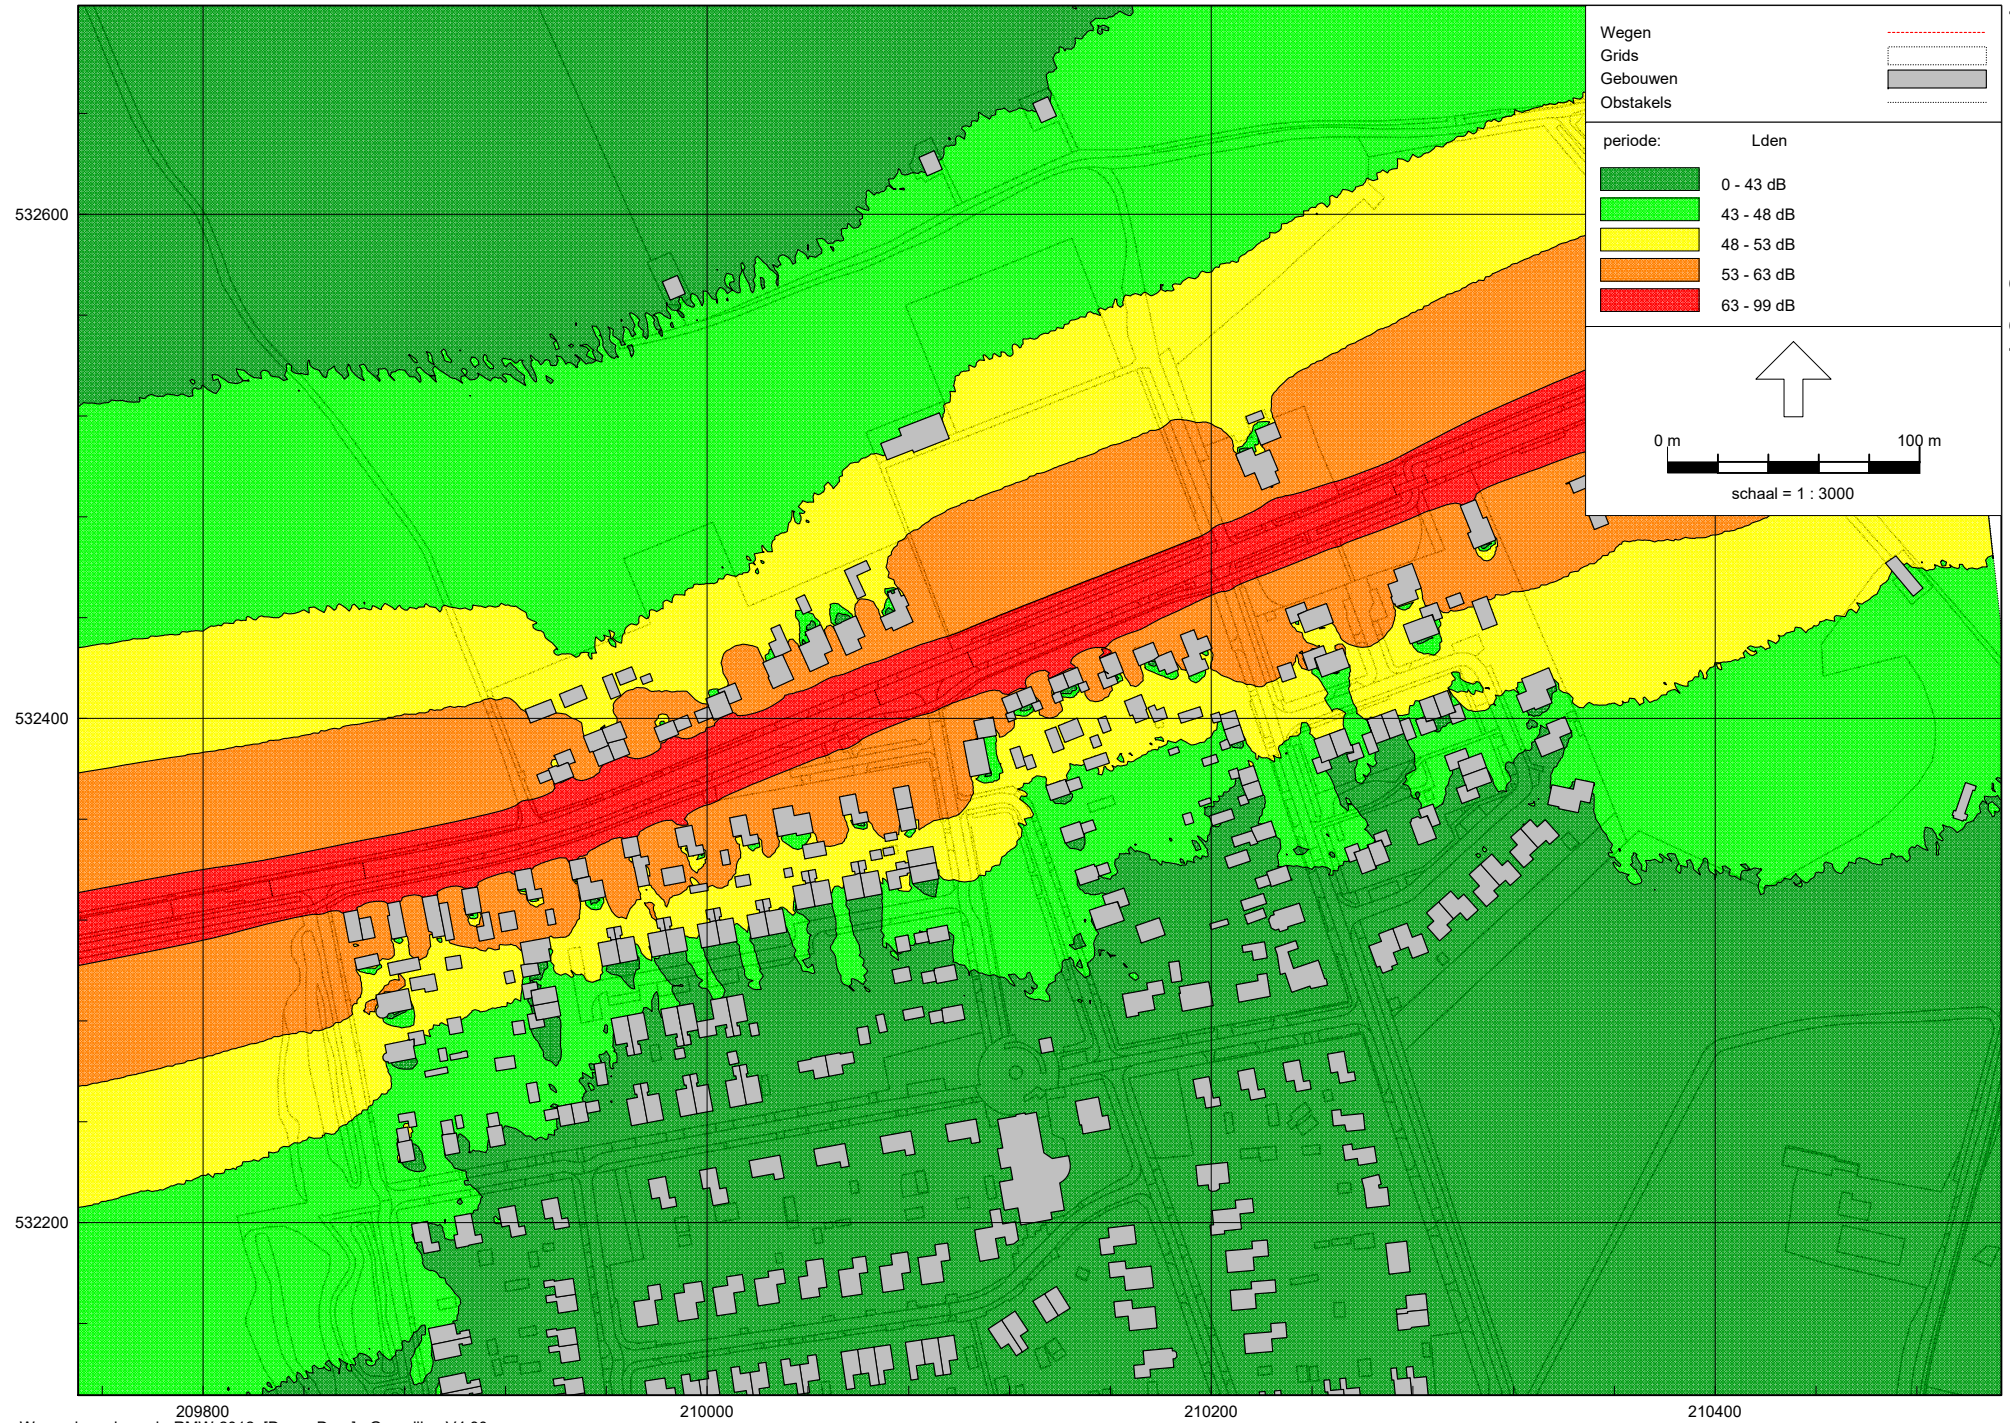 Wegen
Grids
Gebouwen
Obstakels
periode: Lden
0 - 43 dB
43 - 48 dB
48 - 53 dB
53 - 63 dB
63 - 99 dB
0 m 100 m
schaal = 1 : 3000
532600
532400
532200
209800 210000 210200 210400